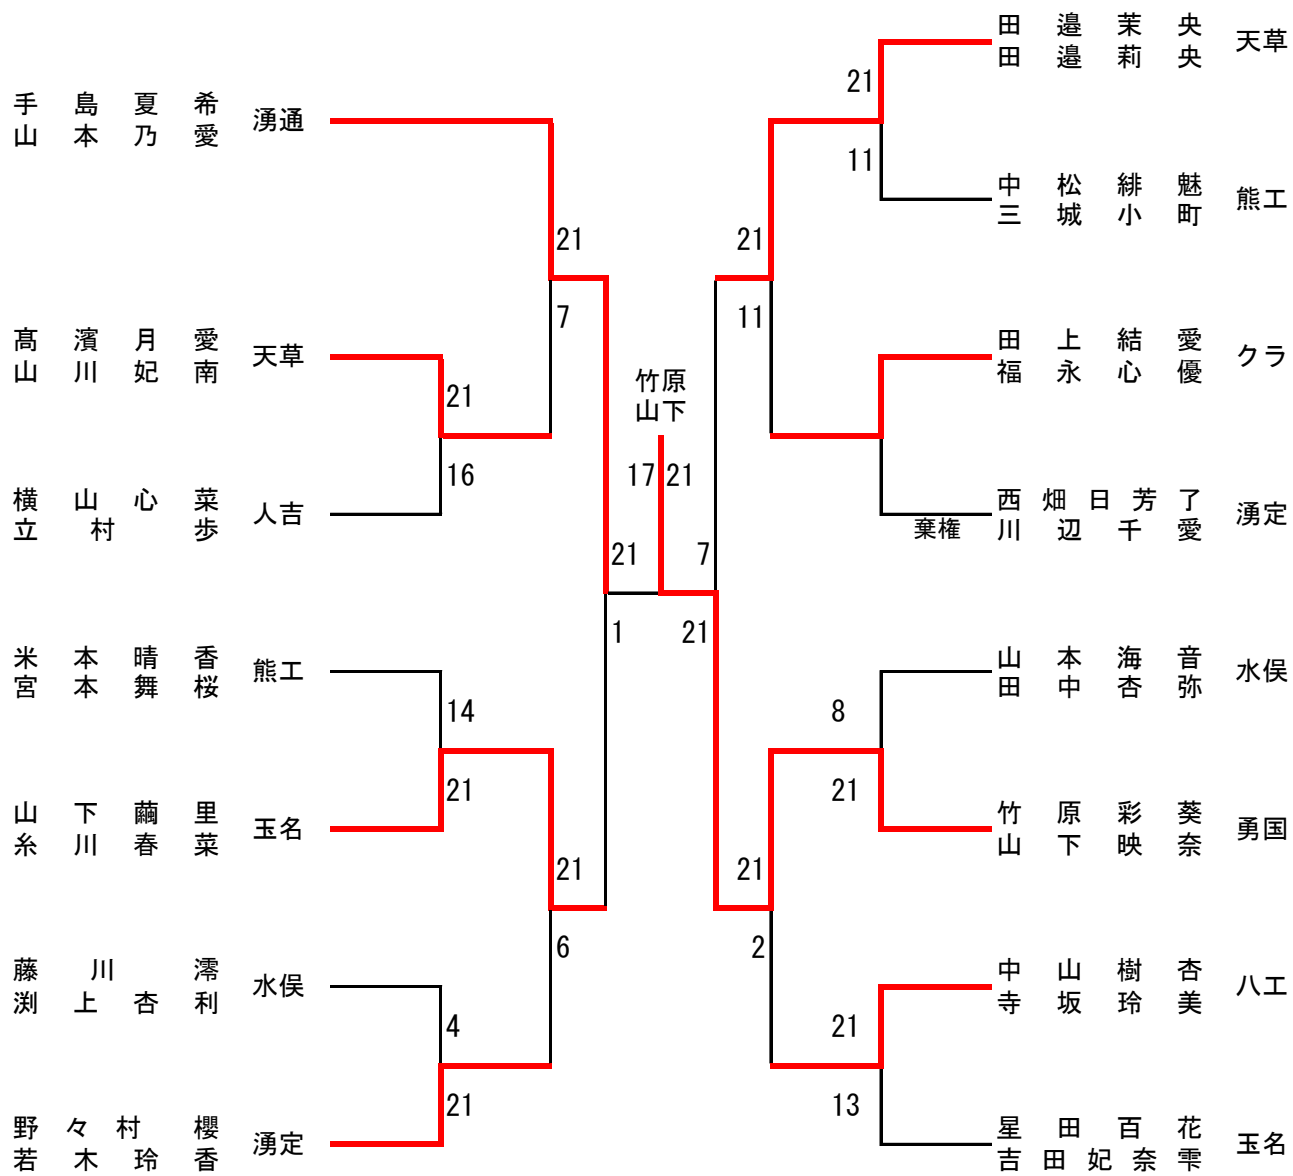 手島夏希
山本乃愛
湧通
21
7
髙濱月愛
山川妃南
天草
21
16
横山心菜
立村歩
人吉
21
1
米本晴香
宮本舞桜
熊工
14
21
山下繭里
糸川春菜
玉名
21
6
藤川澪
渕上杏利
水俣
4
21
野々村櫻
若木玲香
湧定
竹原
山下
17
21
田邉茉央
田邉莉央
天草
21
11
中松緋魅
三城小町
熊工
21
11
田上結愛
福永心優
クラ
西畑日芳了
川辺千愛
湧定
棄権
7
21
山本海音
田中杏弥
水俣
8
21
竹原彩葵
山下映奈
勇国
21
2
中山樹杏
寺坂玲美
八工
21
13
星田百花
吉田妃奈雫
玉名